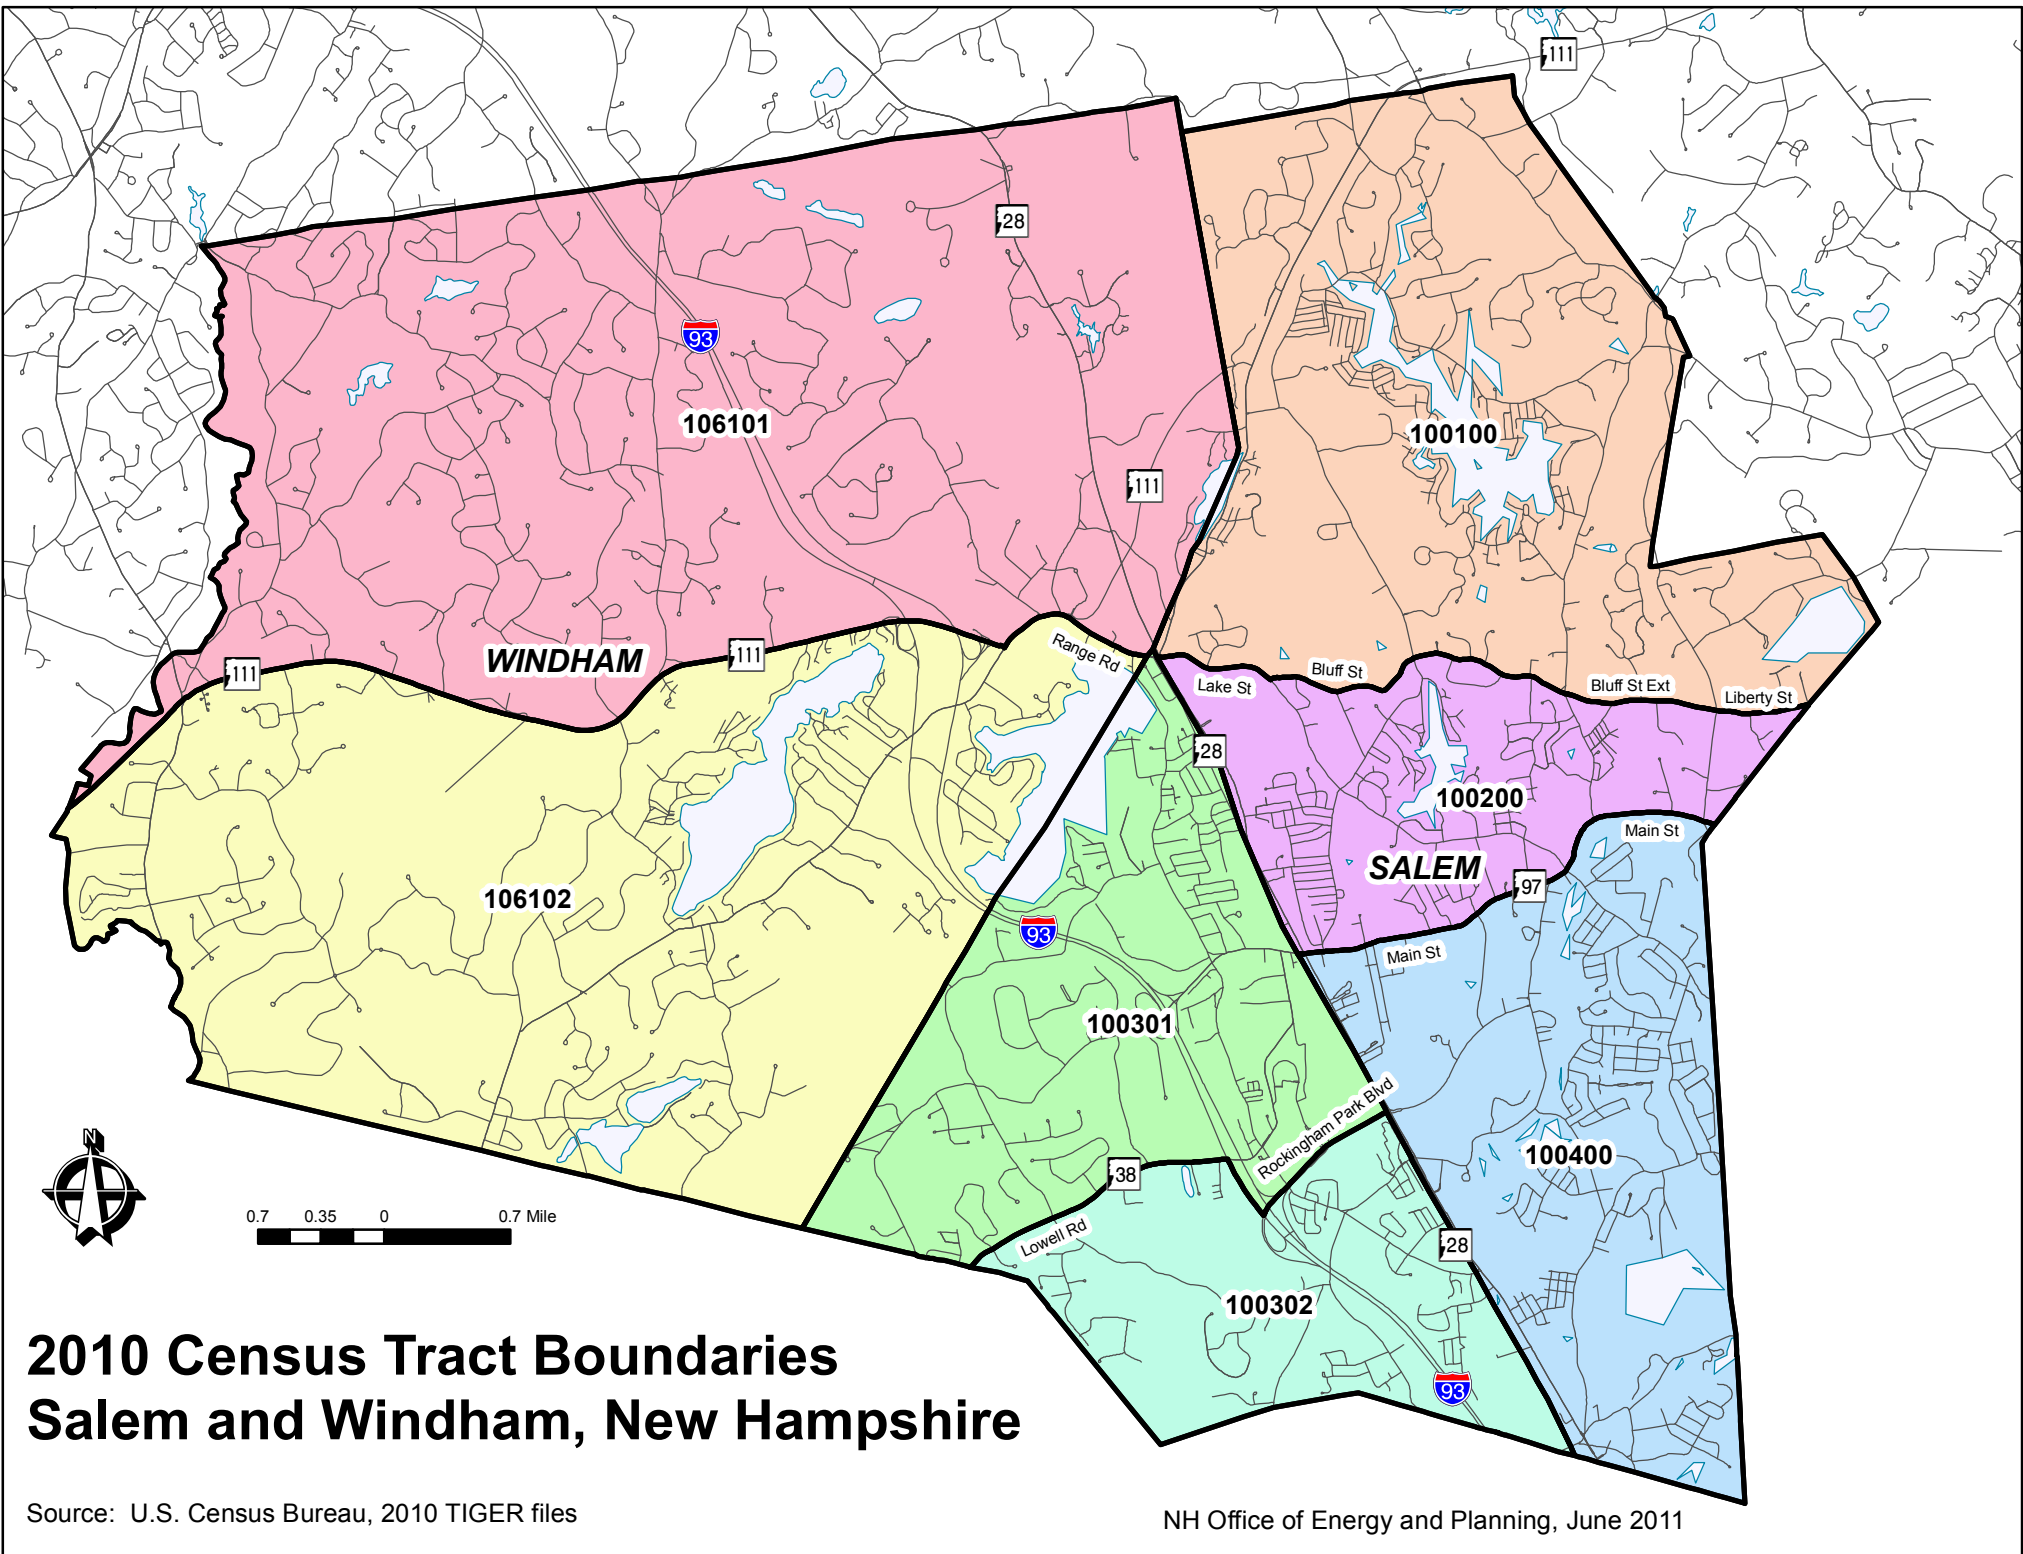 111
28
93
106101
100100
111
WINDHAM
111
111
Range Rd
Lake St
Bluff St
Bluff St Ext
Liberty St
28
100200
Main St
SALEM
97
106102
93
Main St
100301
Rockingham Park Blvd
100400
38
N
0.7 0.35 0 0.7 Mile
Lowell Rd
28
100302
93
2010 Census Tract Boundaries
Salem and Windham, New Hampshire
Source: U.S. Census Bureau, 2010 TIGER files
NH Office of Energy and Planning, June 2011